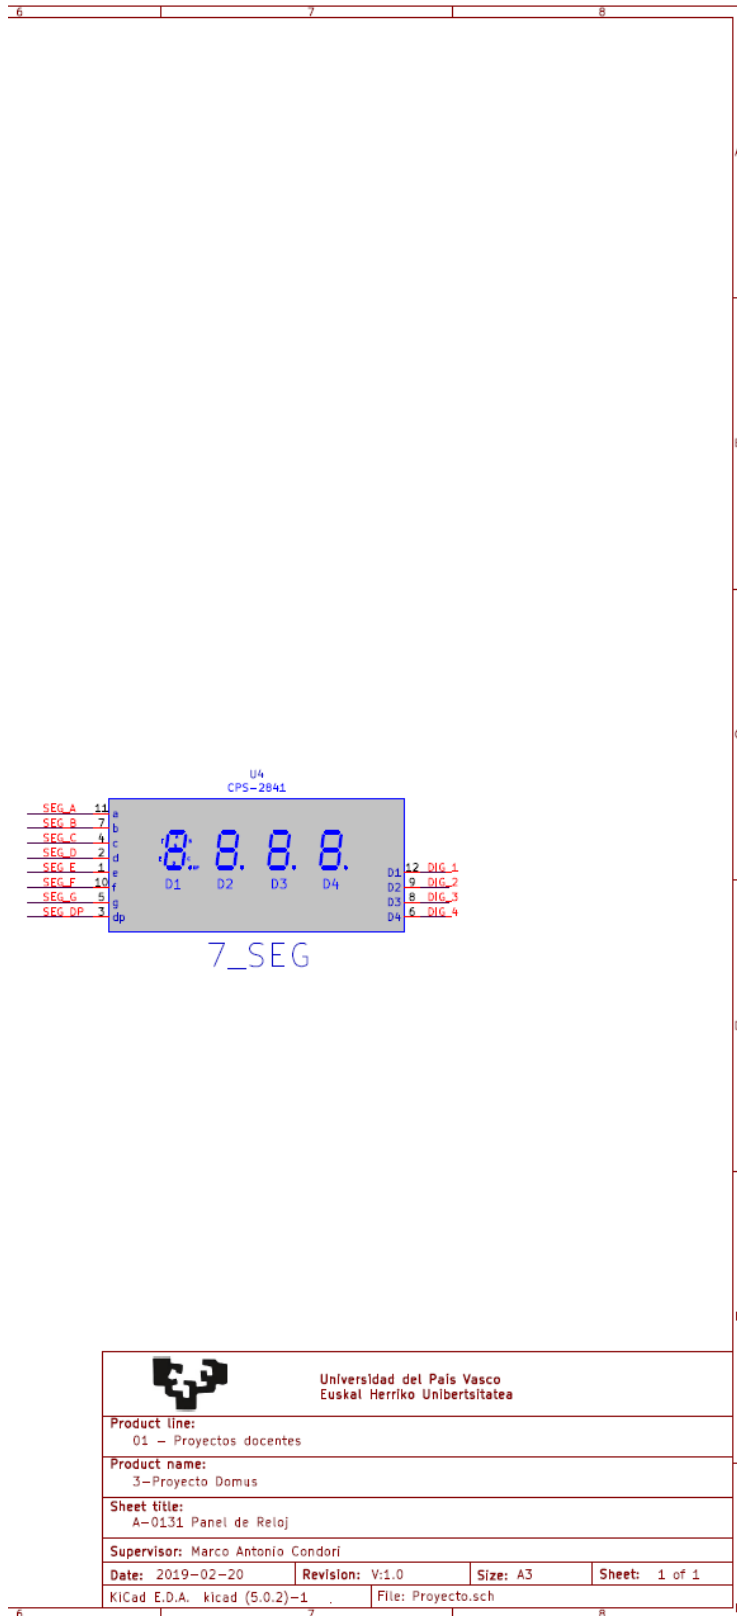 6 7 8
A
B
U4
CPS-2841
SEG_A 11 a
SEG_B 7 b
SEG_C 4 c
SEG_D 2 d
SEG_E 1 e
SEG_F 10 f
SEG_G 5 g
SEG_DP 3 dp
D1 D2 D3 D4
D1 12 DIG_1
D2 9 DIG_2
D3 8 DIG_3
D4 6 DIG_4
7_SEG
C
D
Universidad del País Vasco
Euskal Herriko Unibertsitatea
Product line:
01 - Proyectos docentes
Product name:
3-Proyecto Domus
Sheet title:
A-0131 Panel de Reloj
Supervisor: Marco Antonio Condori
Date: 2019-02-20 Revision: V:1.0 Size: A3 Sheet: 1 of 1
KiCad E.D.A. kicad (5.0.2)-1 File: Proyecto.sch
6 7 8